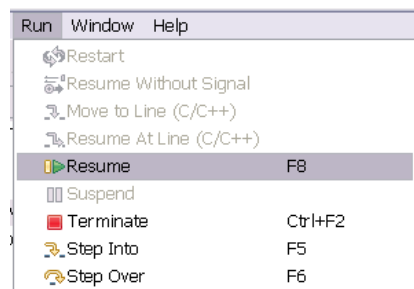 Run Window Help
Restart
Resume Without Signal
Move to Line (C/C++)
Resume At Line (C/C++)
Resume F8
Suspend
Terminate Ctrl+F2
Step Into F5
Step Over F6